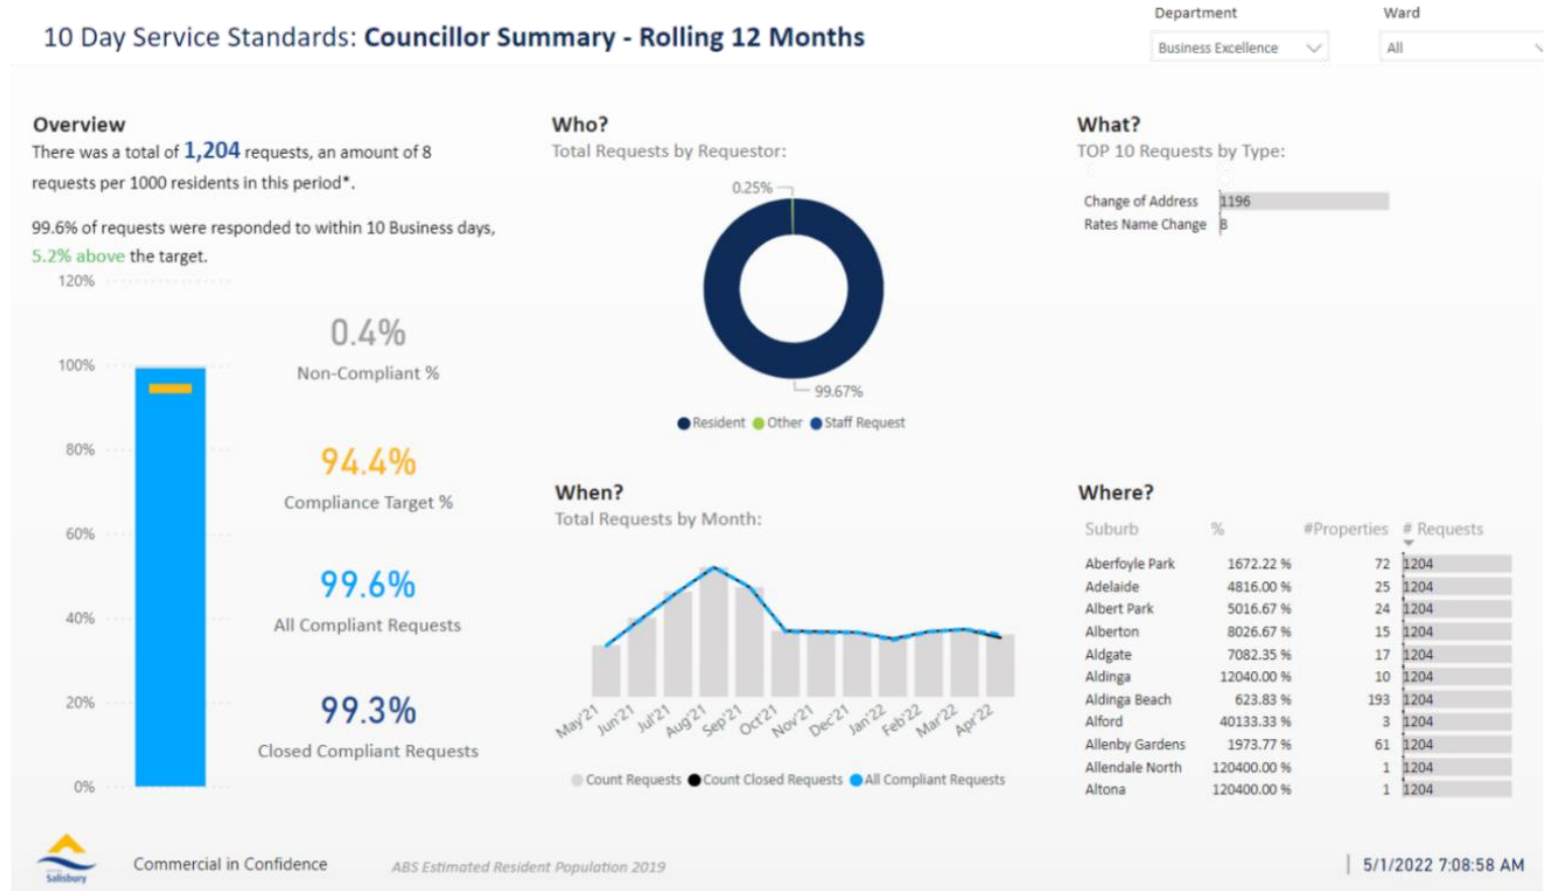 10 Day Service Standards: Councillor Summary - Rolling 12 Months
Department
Business Excellence
Ward
All
Overview
There was a total of 1,204 requests, an amount of 8
requests per 1000 residents in this period*.
99.6% of requests were responded to within 10 Business days,
5.2% above the target.
120%
100%
80%
60%
40%
20%
0%
0.4%
Non-Compliant %
94.4%
Compliance Target %
99.6%
All Compliant Requests
99.3%
Closed Compliant Requests
Who?
Total Requests by Requestor:
0.25%
99.67%
Resident Other Staff Request
What?
TOP 10 Requests by Type:
Change of Address 1196
Rates Name Change 8
When?
Total Requests by Month:
May'21 Jun'21 Jul'21 Aug'21 Sep'21 Oct'21 Nov'21 Dec'21 Jan'22 Feb'22 Mar'22 Apr'22
Count Requests Count Closed Requests All Compliant Requests
Where?
Suburb % #Properties # Requests
Aberfoyle Park 1672.22 % 72 1204
Adelaide 4816.00 % 25 1204
Albert Park 5016.67 % 24 1204
Alberton 8026.67 % 15 1204
Aldgate 7082.35 % 17 1204
Aldinga 12040.00 % 10 1204
Aldinga Beach 623.83 % 193 1204
Alford 40133.33 % 3 1204
Allenby Gardens 1973.77 % 61 1204
Allendale North 120400.00 % 1 1204
Altona 120400.00 % 1 1204
Salisbury
Commercial in Confidence
ABS Estimated Resident Population 2019
5/1/2022 7:08:58 AM